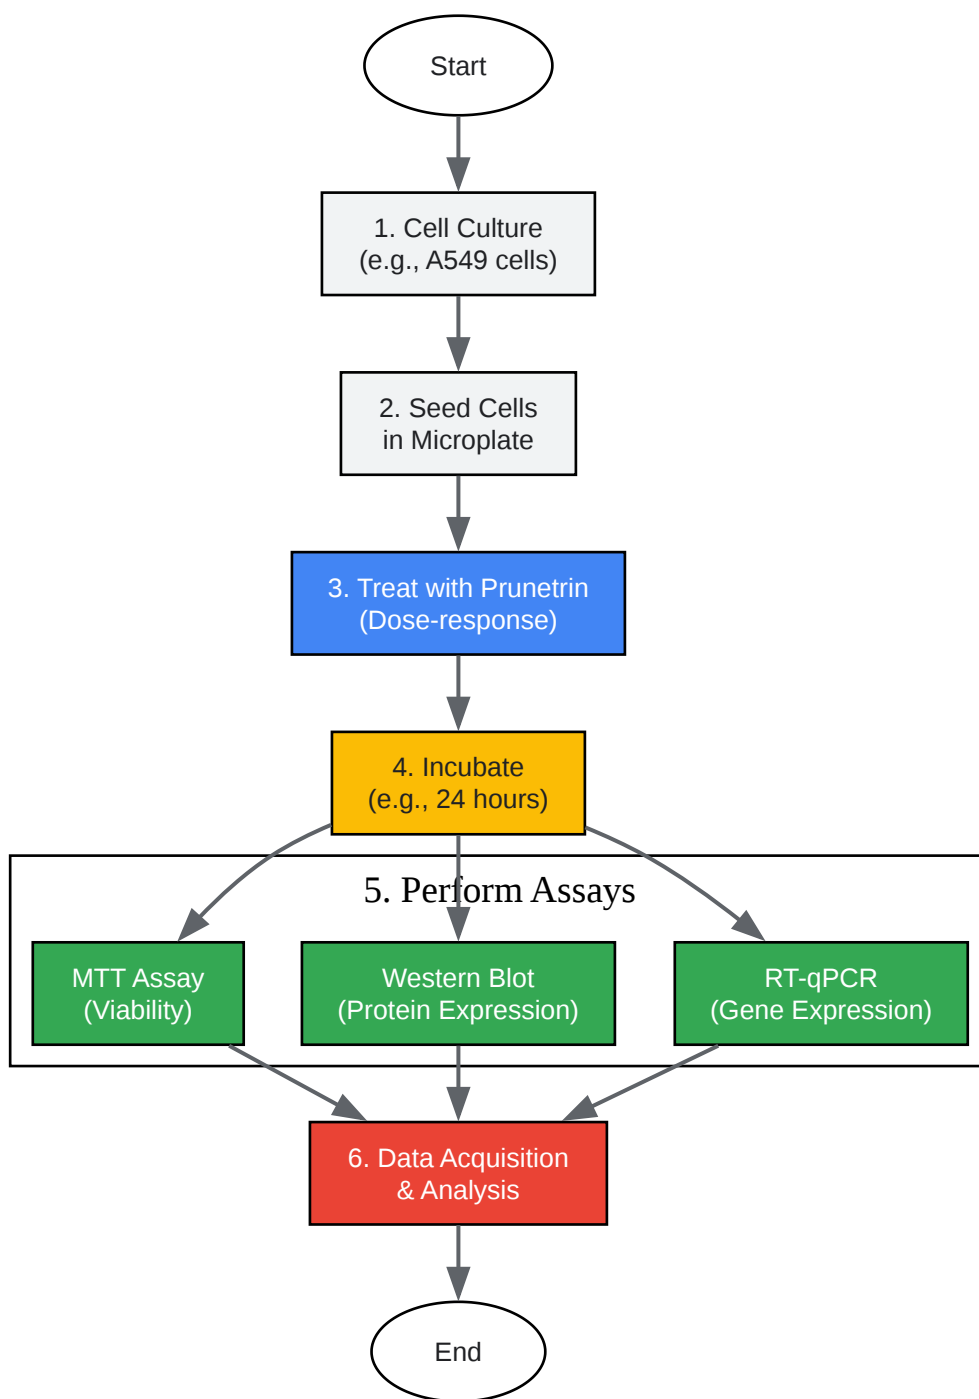 Start
1. Cell Culture
(e.g., A549 cells)
2. Seed Cells
in Microplate
3. Treat with Prunetrin
(Dose-response)
4. Incubate
(e.g., 24 hours)
5. Perform Assays
MTT Assay
(Viability)
Western Blot
(Protein Expression)
RT-qPCR
(Gene Expression)
6. Data Acquisition
& Analysis
End